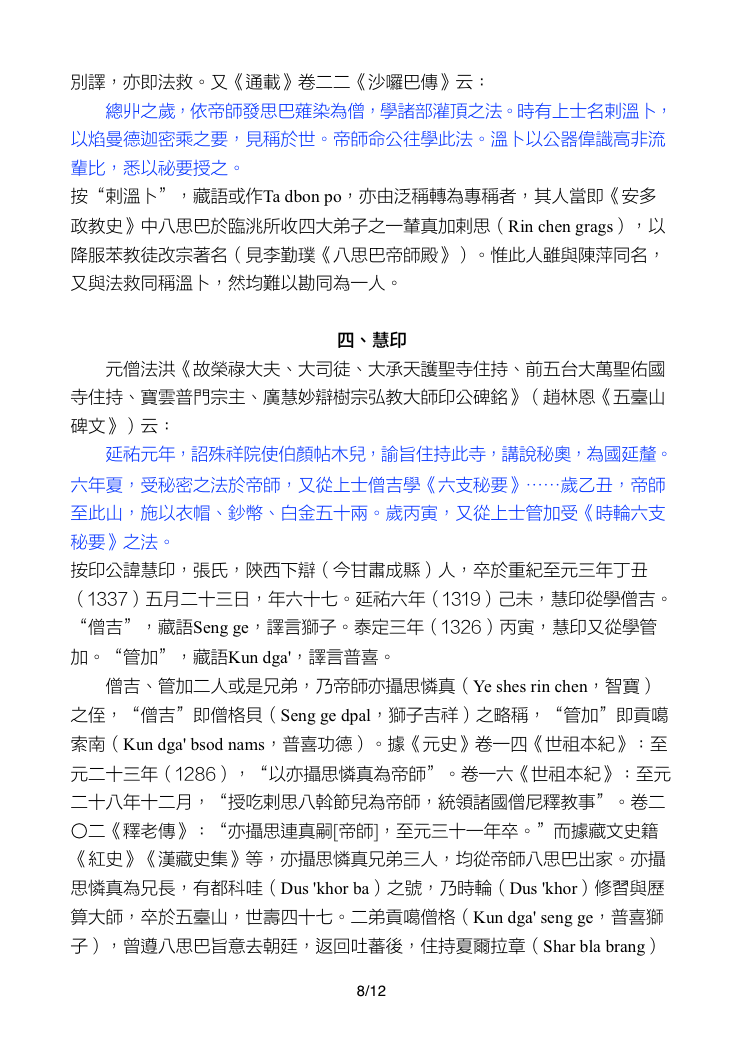 別譯，亦即法救。又《通載》卷二二《沙囉巴傳》云：
總丱之歲，依帝師發思巴薙染為僧，學諸部灌頂之法。時有上士名剌溫卜，
以焰曼德迦密乘之要，見稱於世。帝師命公往學此法。溫卜以公器偉識高非流
輩比，悉以祕要授之。
按“剌溫卜”，藏語或作Ta dbon po，亦由泛稱轉為專稱者，其人當即《安多
政教史》中八思巴於臨洮所收四大弟子之一輦真加剌思（Rin chen grags），以
降服苯教徒改宗著名（見李勤璞《八思巴帝師殿》）。惟此人雖與陳萍同名，
又與法救同稱溫卜，然均難以勘同為一人。
四、慧印
元僧法洪《故榮祿大夫、大司徒、大承天護聖寺住持、前五台大萬聖佑國
寺住持、寶雲普門宗主、廣慧妙辯樹宗弘教大師印公碑銘》（趙林恩《五臺山
碑文》）云：
延祐元年，詔殊祥院使伯顏帖木兒，諭旨住持此寺，講說秘奧，為國延釐。
六年夏，受秘密之法於帝師，又從上士僧吉學《六支秘要》……歲乙丑，帝師
至此山，施以衣帽、鈔幣、白金五十兩。歲丙寅，又從上士管加受《時輪六支
秘要》之法。
按印公諱慧印，張氏，陝西下辯（今甘肅成縣）人，卒於重紀至元三年丁丑
（1337）五月二十三日，年六十七。延祐六年（1319）己未，慧印從學僧吉。
“僧吉”，藏語Seng ge，譯言獅子。泰定三年（1326）丙寅，慧印又從學管
加。“管加”，藏語Kun dga'，譯言普喜。
僧吉、管加二人或是兄弟，乃帝師亦攝思憐真（Ye shes rin chen，智寶）
之侄，“僧吉”即僧格貝（Seng ge dpal，獅子吉祥）之略稱，“管加”即貢噶
索南（Kun dga' bsod nams，普喜功德）。據《元史》卷一四《世祖本紀》：至
元二十三年（1286），“以亦攝思憐為帝師”。卷一六《世祖本紀》：至元
二十八年十二月，“授吃剌思八斡節兒為帝師，統領諸國僧尼釋教事”。卷二
〇二《釋老傳》：“亦攝思連真嗣[帝師]，至元三十一年卒。”而據藏文史籍
《紅史》《漢藏史集》等，亦攝思憐真兄弟三人，均從帝師八思巴出家。亦攝
思憐真為兄長，有都科哇（Dus 'khor ba）之號，乃時輪（Dus 'khor）修習與歷
算大師，卒於五臺山，世壽四十七。二弟貢噶僧格（Kun dga' seng ge，普喜獅
子），曾遵八思巴旨意去朝廷，返回吐蕃後，住持夏爾拉章（Shar bla brang）
8/12